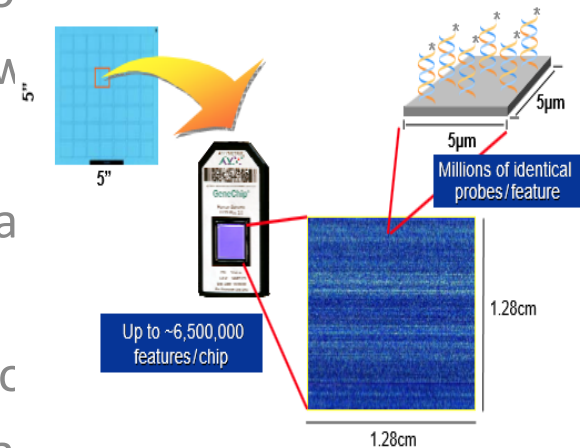 5"
5"
*
*
*
*
*
*
5µm
5µm
Millions of identical
probes/feature
GeneChip
Up to ~6,500,000
features/chip
1.28cm
1.28cm